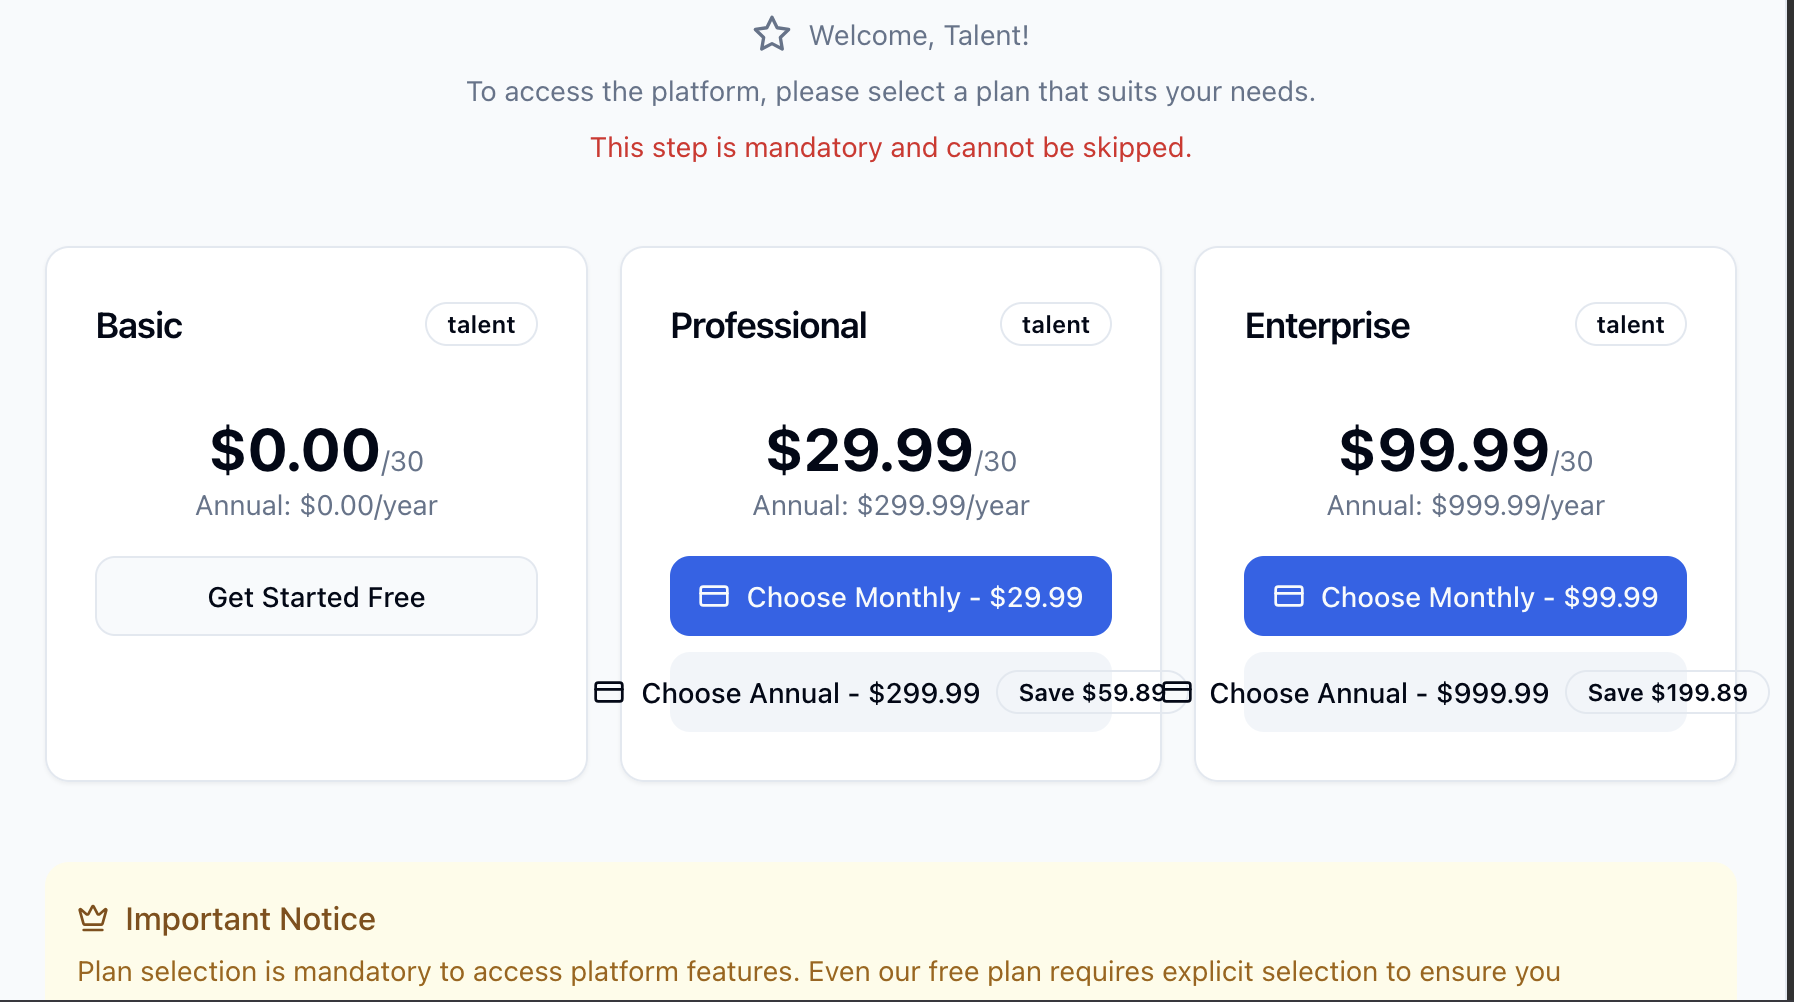 Welcome, Talent!
To access the platform, please select a plan that suits your needs.
This step is mandatory and cannot be skipped.
Basic
talent
$0.00/30
Annual: $0.00/year
Get Started Free
Professional
talent
$29.99/30
Annual: $299.99/year
Choose Monthly - $29.99
Choose Annual - $299.99
Save $59.89
Enterprise
talent
$99.99/30
Annual: $999.99/year
Choose Monthly - $99.99
Choose Annual - $999.99
Save $199.89
Important Notice
Plan selection is mandatory to access platform features. Even our free plan requires explicit selection to ensure you